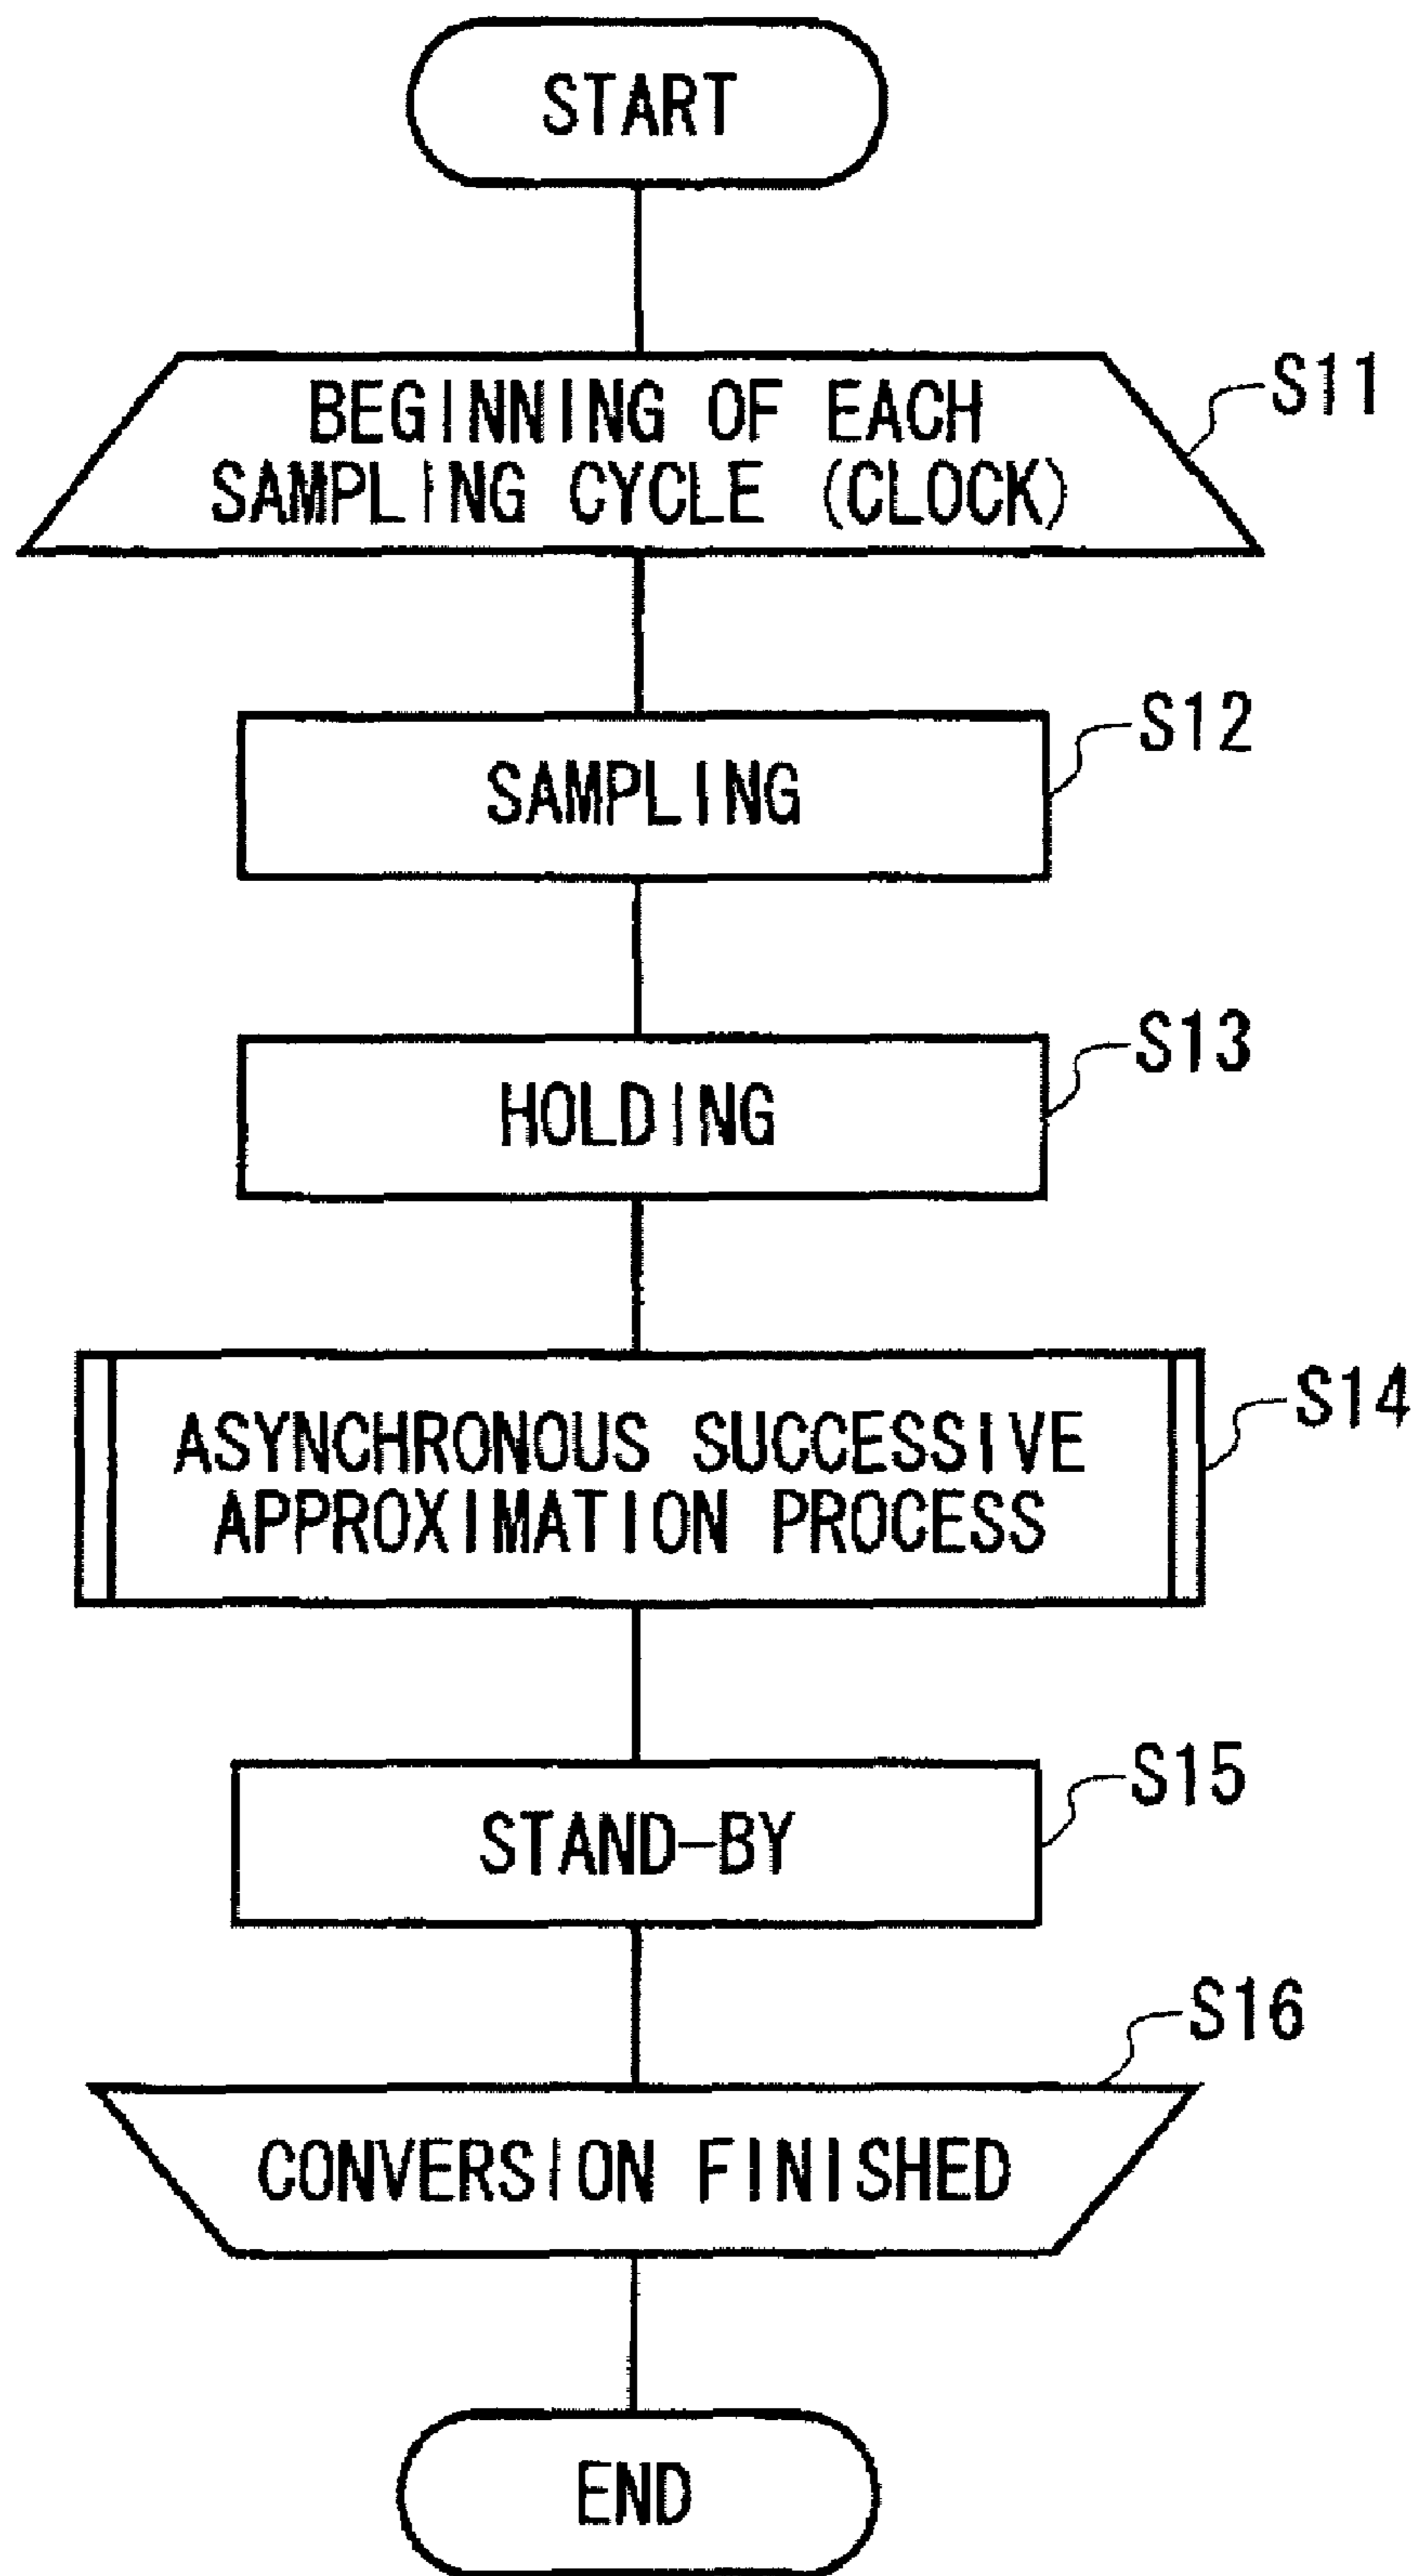 START
BEGINNING OF EACH
SAMPLING CYCLE (CLOCK)
S11
SAMPLING
S12
HOLDING
S13
ASYNCHRONOUS SUCCESSIVE
APPROXIMATION PROCESS
S14
STAND-BY
S15
CONVERSION FINISHED
S16
END